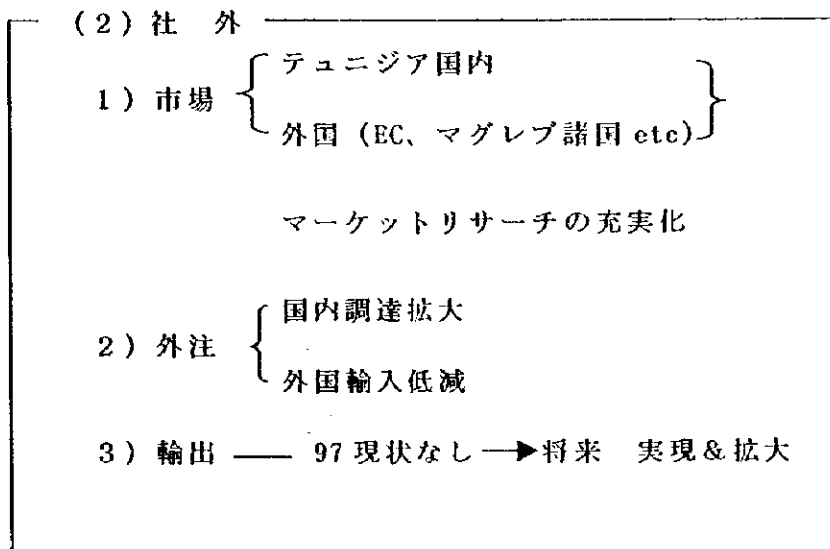 (2)社 外
1)市場
テュニジア国内
外国(EC、マグレブ諸国 etc)
マーケットリサーチの充実化
2)外注
国内調達拡大
外国輸入低減
3)輸出 —— 97現状なし→将来 実現&拡大